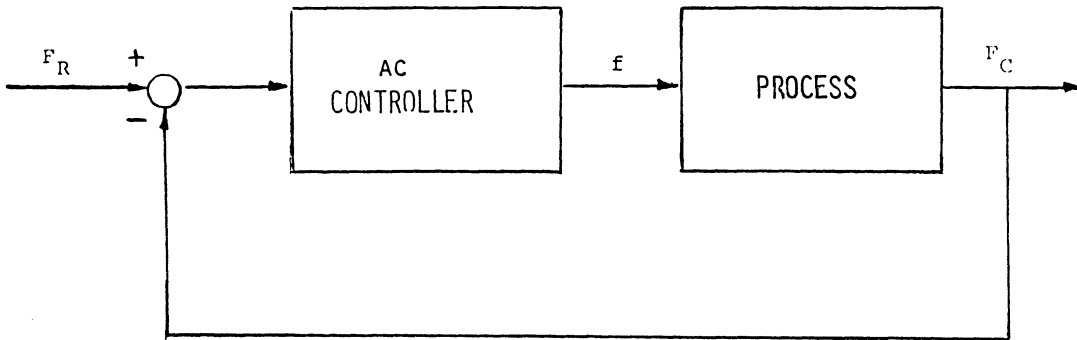 F_R
+
−
AC
CONTROLLER
f
PROCESS
F_C